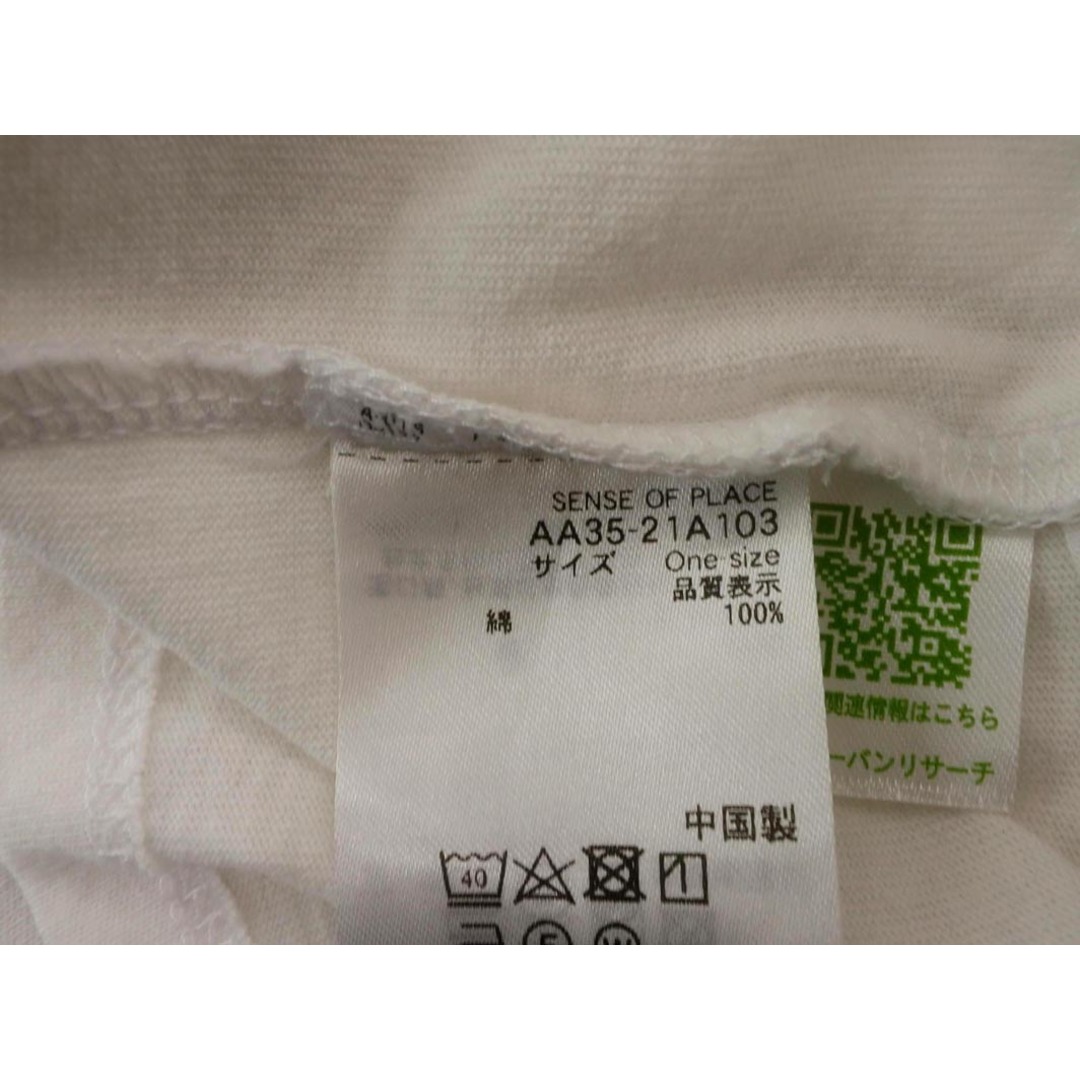 SENSE OF PLACE
AA35-21A103
サイズ One size
品質表示
綿 100%
中国製
40
関連情報はこちら
ーバンリサーチ